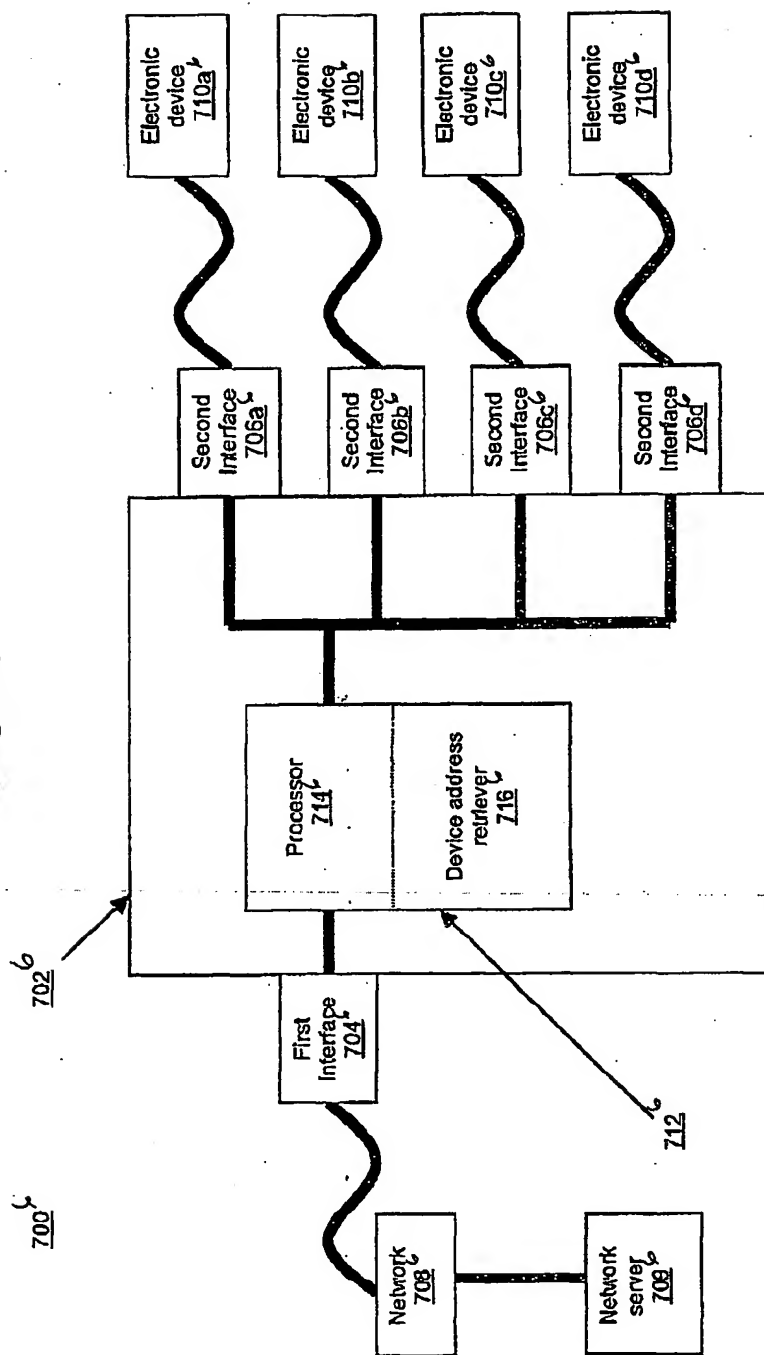 700
702
Network
708
Network
server
709
First
Interface
704
712
Processor
714
Device address
retriever
716
Second
Interface
706a
Second
Interface
706b
Second
Interface
706c
Second
Interface
706d
Electronic
device
710a
Electronic
device
710b
Electronic
device
710c
Electronic
device
710d